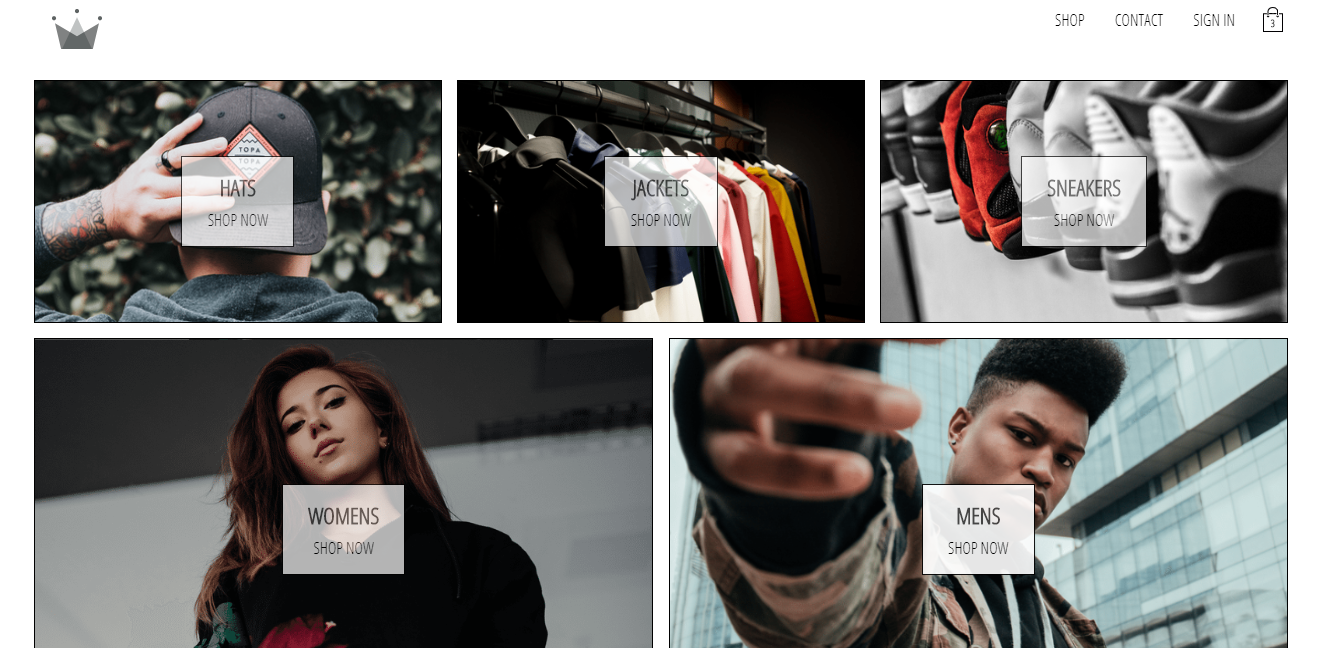 SHOP
CONTACT
SIGN IN
3
TOPA
TOPA
HATS
SHOP NOW
JACKETS
SHOP NOW
SNEAKERS
SHOP NOW
WOMENS
SHOP NOW
MENS
SHOP NOW